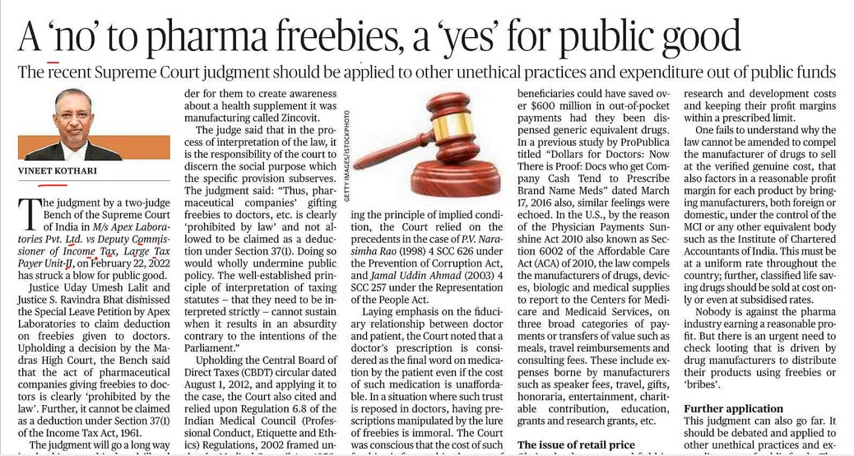 A 'no' to pharma freebies, a 'yes' for public good
The recent Supreme Court judgment should be applied to other unethical practices and expenditure out of public funds
VINEET KOTHARI
The judgment by a two-judge
Bench of the Supreme Court
of India in M/s Apex Labora-
tories Pvt. Ltd. vs Deputy Commis-
sioner of Income Tax, Large Tax
Payer Unit-II, on February 22, 2022
has struck a blow for public good.
Justice Uday Umesh Lalit and
Justice S. Ravindra Bhat dismissed
the Special Leave Petition by Apex
Laboratories to claim deduction
on freebies given to doctors.
Upholding a decision by the Ma-
dras High Court, the Bench said
that the act of pharmaceutical
companies giving freebies to doc-
tors is clearly 'prohibited by the
law'. Further, it cannot be claimed
as a deduction under Section 37(1)
of the Income Tax Act, 1961.
The judgment will go a long way
der for them to create awareness
about a health supplement it was
manufacturing called Zincovit.
The judge said that in the pro-
cess of interpretation of the law, it
is the responsibility of the court to
discern the social purpose which
the specific provision subserves.
The judgment said: "Thus, phar-
maceutical companies' gifting
freebies to doctors, etc. is clearly
'prohibited by law' and not al-
lowed to be claimed as a deduc-
tion under Section 37(1). Doing so
would wholly undermine public
policy. The well-established prin-
ciple of interpretation of taxing
statutes – that they need to be in-
terpreted strictly – cannot sustain
when it results in an absurdity
contrary to the intentions of the
Parliament."
Upholding the Central Board of
Direct Taxes (CBDT) circular dated
August 1, 2012, and applying it to
the case, the Court also cited and
relied upon Regulation 6.8 of the
Indian Medical Council (Profes-
sional Conduct, Etiquette and Eth-
ics) Regulations, 2002 framed un-
GETTY IMAGES/ISTOCKPHOTO
ing the principle of implied condi-
tion, the Court relied on the
precedents in the case of P.V. Nara-
simha Rao (1998) 4 SCC 626 under
the Prevention of Corruption Act,
and Jamal Uddin Ahmad (2003) 4
SCC 257 under the Representation
of the People Act.
Laying emphasis on the fiduci-
ary relationship between doctor
and patient, the Court noted that a
doctor's prescription is consid-
ered as the final word on medica-
tion by the patient even if the cost
of such medication is unafforda-
ble. In a situation where such trust
is reposed in doctors, having pre-
scriptions manipulated by the lure
of freebies is immoral. The Court
was conscious that the cost of such
beneficiaries could have saved ov-
er $600 million in out-of-pocket
payments had they been dis-
pensed generic equivalent drugs.
In a previous study by ProPublica
titled "Dollars for Doctors: Now
There is Proof: Docs who get Com-
pany Cash Tend to Prescribe
Brand Name Meds" dated March
17, 2016 also, similar feelings were
echoed. In the U.S., by the reason
of the Physician Payments Sun-
shine Act 2010 also known as Sec-
tion 6002 of the Affordable Care
Act (ACA) of 2010, the law compels
the manufacturers of drugs, devic-
es, biologic and medical supplies
to report to the Centers for Medi-
care and Medicaid Services, on
three broad categories of pay-
ments or transfers of value such as
meals, travel reimbursements and
consulting fees. These include ex-
penses borne by manufacturers
such as speaker fees, travel, gifts,
honoraria, entertainment, charit-
able contribution, education,
grants and research grants, etc.
The issue of retail price
research and development costs
and keeping their profit margins
within a prescribed limit.
One fails to understand why the
law cannot be amended to compel
the manufacturer of drugs to sell
at the verified genuine cost, that
also factors in a reasonable profit
margin for each product by bring-
ing manufacturers, both foreign or
domestic, under the control of the
MCI or any other equivalent body
such as the Institute of Chartered
Accountants of India. This must be
at a uniform rate throughout the
country; further, classified life sav-
ing drugs should be sold at cost on-
ly or even at subsidised rates.
Nobody is against the pharma
industry earning a reasonable pro-
fit. But there is an urgent need to
check looting that is driven by
drug manufacturers to distribute
their products using freebies or
'bribes'.
Further application
This judgment can also go far. It
should be debated and applied to
other unethical practices and ex-